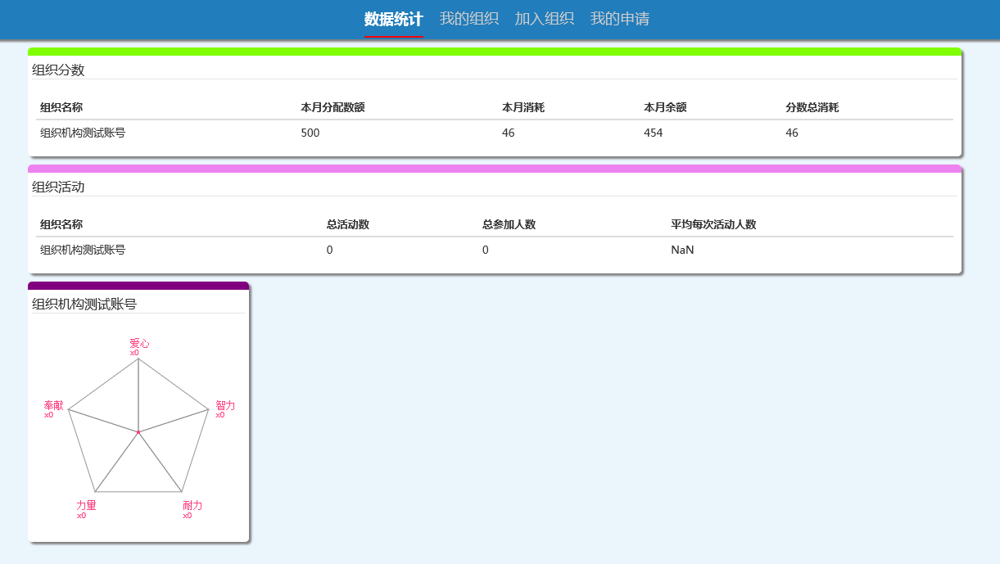 数据统计 我的组织 加入组织 我的申请
组织分数
组织名称 本月分配数额 本月消耗 本月余额 分数总消耗
组织机构测试账号 500 46 454 46
组织活动
组织名称 总活动数 总参加人数 平均每次活动人数
组织机构测试账号 0 0 NaN
组织机构测试账号
爱心
x0
奉献
x0
智力
x0
力量
x0
耐力
x0